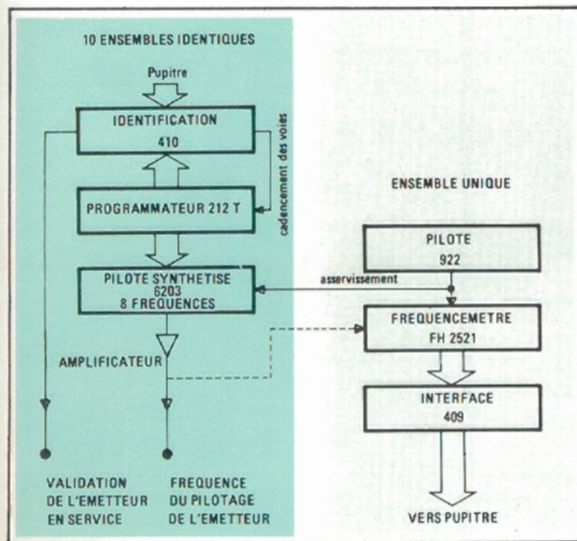 10 ENSEMBLES IDENTIQUES
Pupitre
IDENTIFICATION
410
cadencement des voies
PROGRAMMATEUR 212 T
PILOTE SYNTHETISE
6203
8 FREQUENCES
AMPLIFICATEUR
VALIDATION
DE L'EMETTEUR
EN SERVICE
FREQUENCE
DU PILOTAGE
DE L'EMETTEUR
ENSEMBLE UNIQUE
PILOTE
922
asservissement
FREQUENCEMETRE
FH 2521
INTERFACE
409
VERS PUPITRE